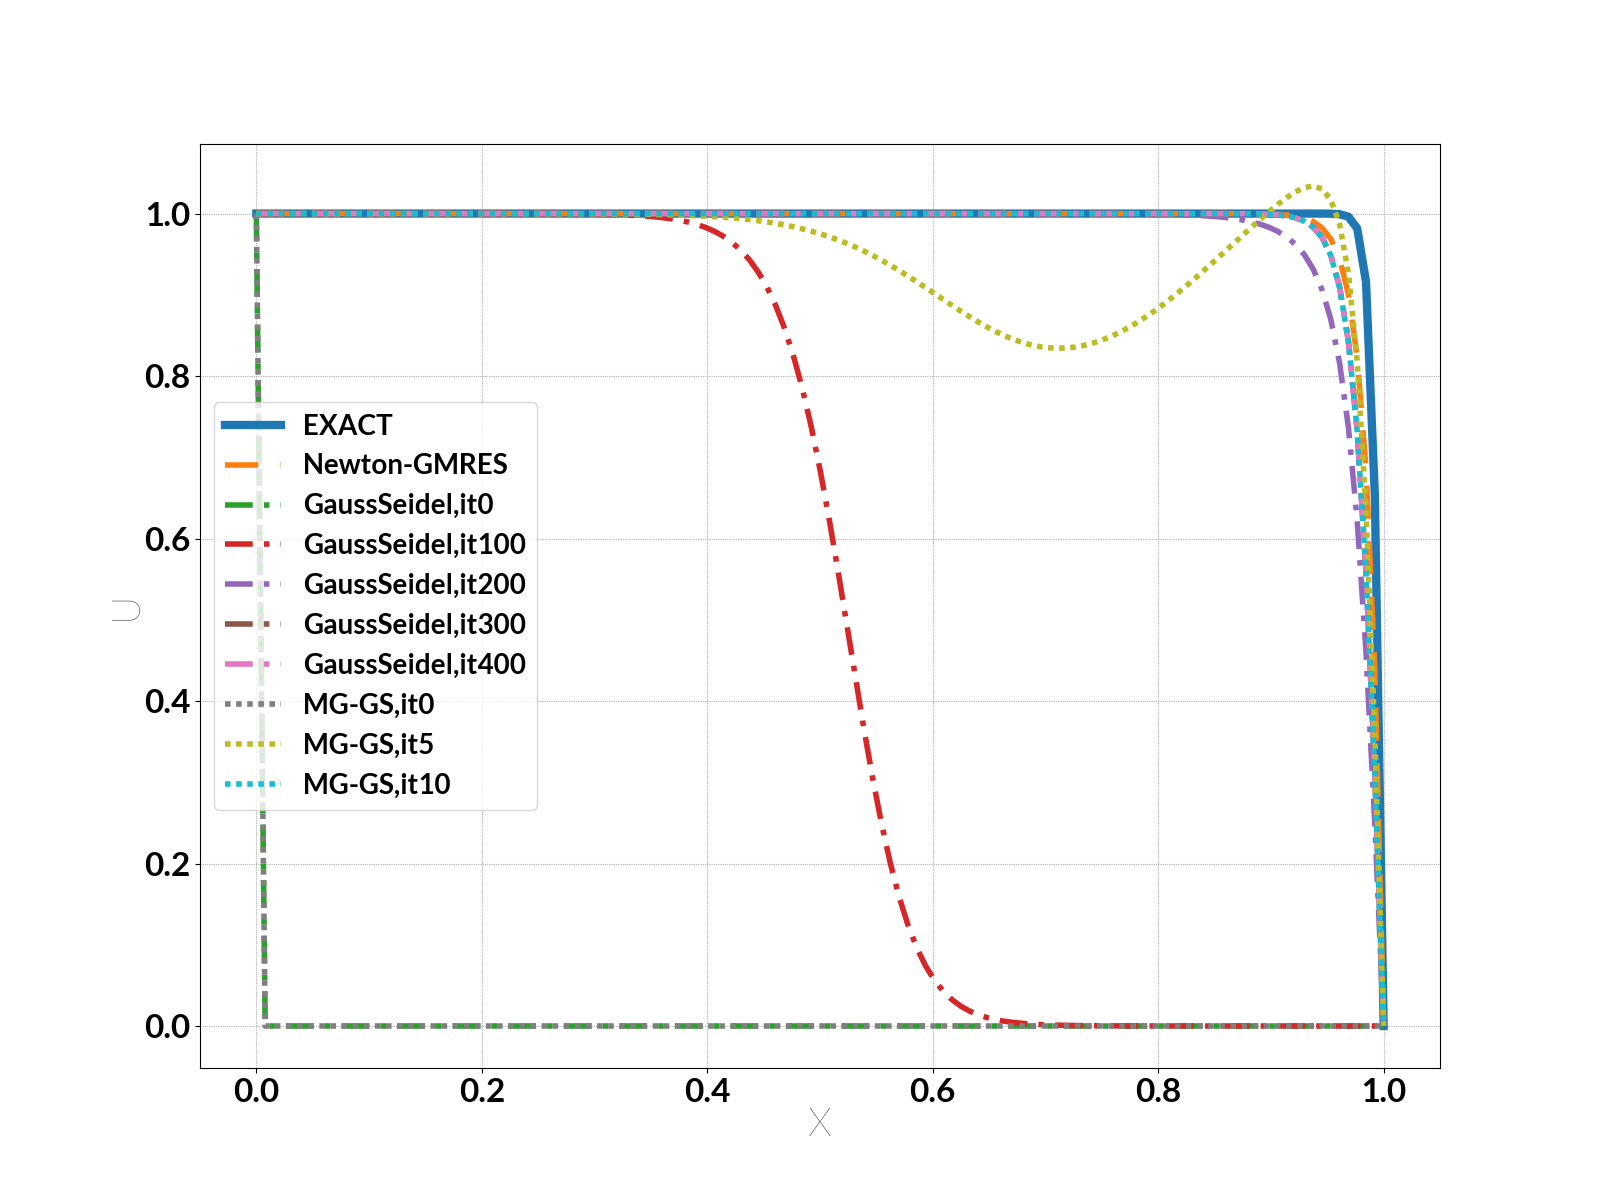 1.0
0.8
0.6
0.4
0.2
0.0
U
EXACT
Newton-GMRES
GaussSeidel,it0
GaussSeidel,it100
GaussSeidel,it200
GaussSeidel,it300
GaussSeidel,it400
MG-GS,it0
MG-GS,it5
MG-GS,it10
0.0 0.2 0.4 0.6 0.8 1.0
X